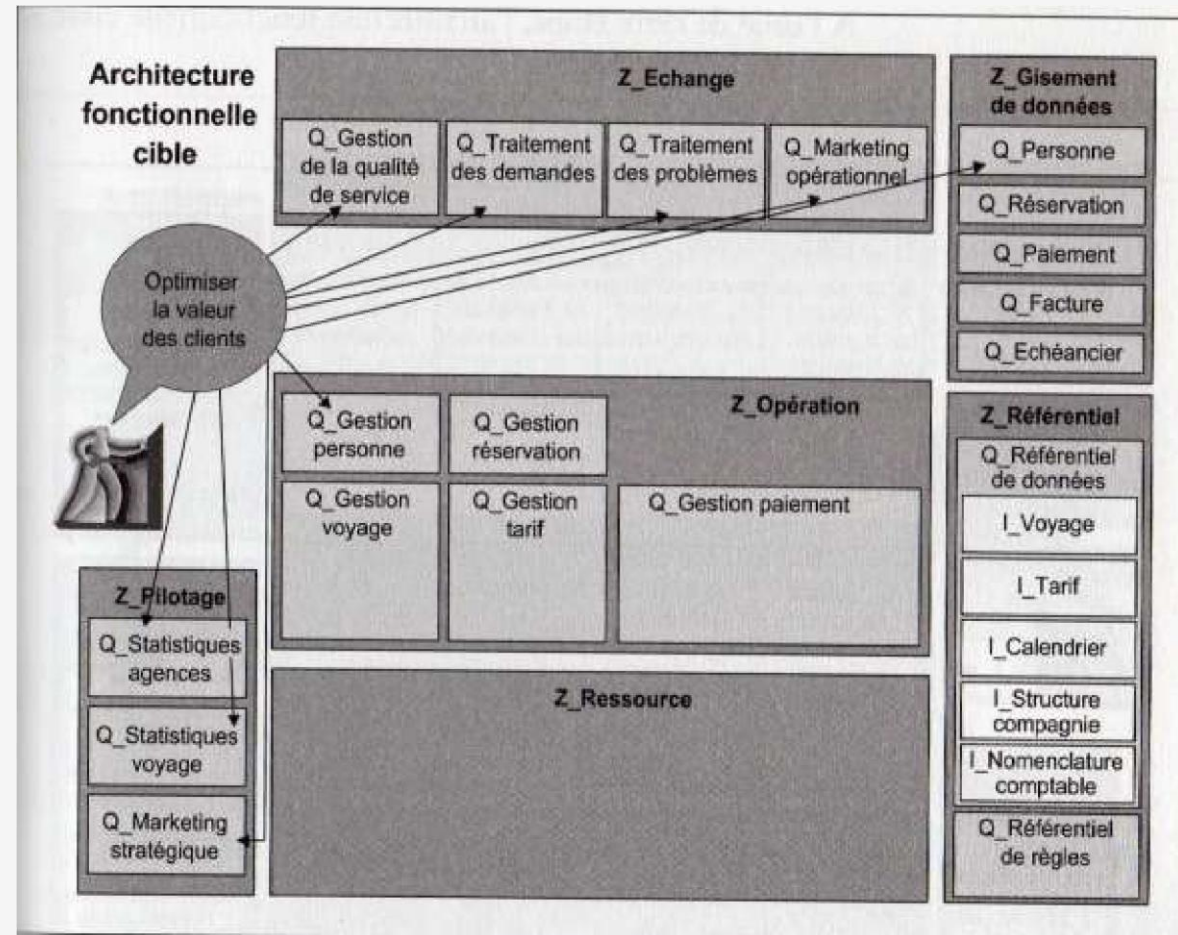 Architecture
fonctionnelle
cible
Z_Echange
Q_Gestion
de la qualité
de service
Q_Traitement
des demandes
Q_Traitement
des problèmes
Q_Marketing
opérationnel
Z_Gisement
de données
Q_Personne
Q_Réservation
Q_Paiement
Q_Facture
Q_Echéancier
Optimiser
la valeur
des clients
Z_Opération
Q_Gestion
personne
Q_Gestion
réservation
Q_Gestion
voyage
Q_Gestion
tarif
Q_Gestion paiement
Z_Référentiel
Q_Référentiel
de données
I_Voyage
I_Tarif
I_Calendrier
I_Structure
compagnie
I_Nomenclature
comptable
Q_Référentiel
de règles
Z_Pilotage
Q_Statistiques
agences
Q_Statistiques
voyage
Q_Marketing
stratégique
Z_Ressource